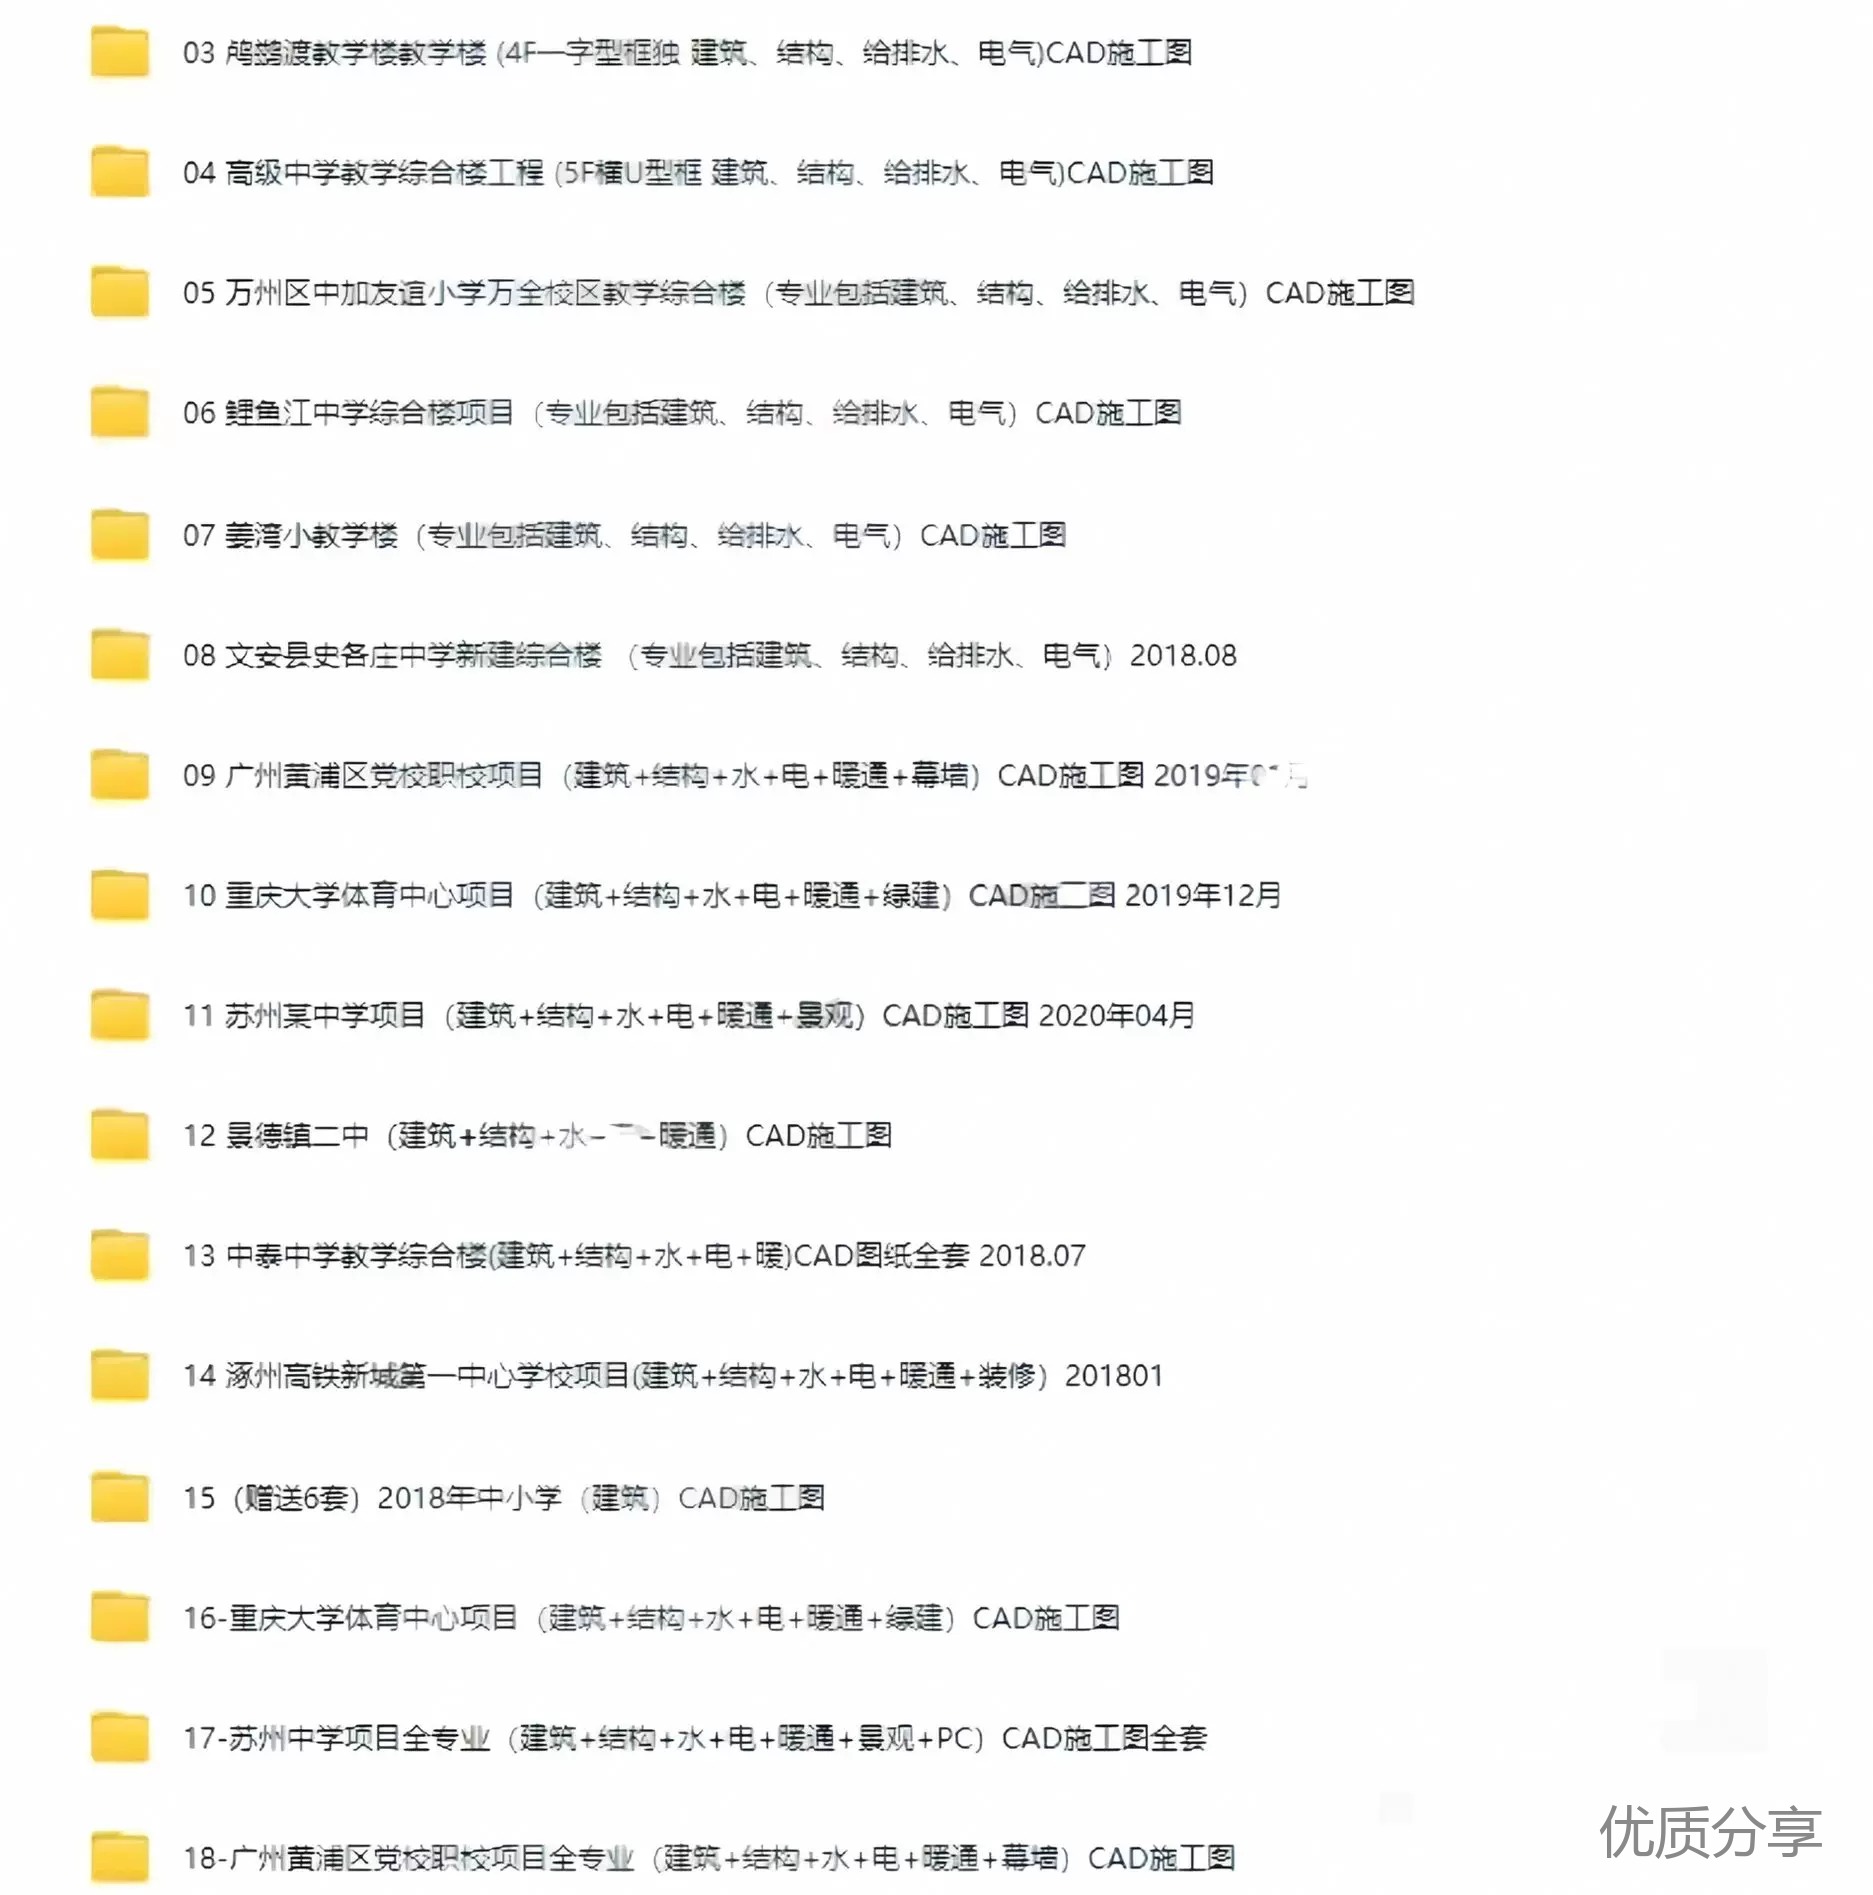 03 鸬鹚渡教学楼教学楼 (4F一字型框独 建筑、结构、给排水、电气)CAD施工图
04 高级中学教学综合楼工程 (5F横U型框 建筑、结构、给排水、电气)CAD施工图
05 万州区中加友谊小学万全校区教学综合楼（专业包括建筑、结构、给排水、电气）CAD施工图
06 鲤鱼江中学综合楼项目（专业包括建筑、结构、给排水、电气）CAD施工图
07 姜湾小教学楼（专业包括建筑、结构、给排水、电气）CAD施工图
08 文安县史各庄中学新建综合楼 （专业包括建筑、结构、给排水、电气）2018.08
09 广州黄浦区党校职校项目（建筑+结构+水+电+暖通+幕墙）CAD施工图 2019年 月
10 重庆大学体育中心项目（建筑+结构+水+电+暖通+绿建）CAD施工图 2019年12月
11 苏州某中学项目（建筑+结构+水+电+暖通+景观）CAD施工图 2020年04月
12 景德镇二中（建筑+结构+水 暖通）CAD施工图
13 中泰中学教学综合楼(建筑+结构+水+电+暖)CAD图纸全套 2018.07
14 涿州高铁新城第一中心学校项目(建筑+结构+水+电+暖通+装修）201801
15（赠送6套）2018年中小学（建筑）CAD施工图
16-重庆大学体育中心项目（建筑+结构+水+电+暖通+绿建）CAD施工图
17-苏州中学项目全专业（建筑+结构+水+电+暖通+景观+PC）CAD施工图全套
18-广州黄浦区党校职校项目全专业（建筑+结构+水+电+暖通+幕墙）CAD施工图
优质分享